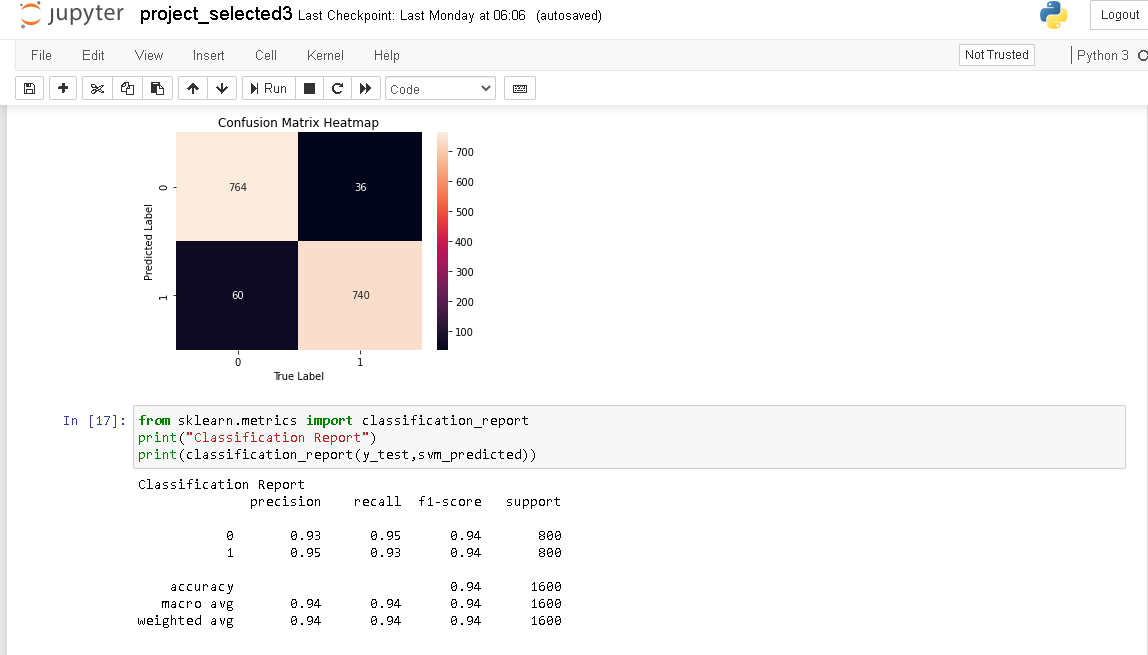 jupyter project_selected3 Last Checkpoint: Last Monday at 06:06 (autosaved) Logout
File Edit View Insert Cell Kernel Help Not Trusted Python 3
Run Code
Confusion Matrix Heatmap
0 764 36
1 60 740
Predicted Label
0 1
True Label
700
600
500
400
300
200
100
In [17]: from sklearn.metrics import classification_report
print("Classification Report")
print(classification_report(y_test,svm_predicted))
Classification Report
precision recall f1-score support
0 0.93 0.95 0.94 800
1 0.95 0.93 0.94 800
accuracy 0.94 1600
macro avg 0.94 0.94 0.94 1600
weighted avg 0.94 0.94 0.94 1600